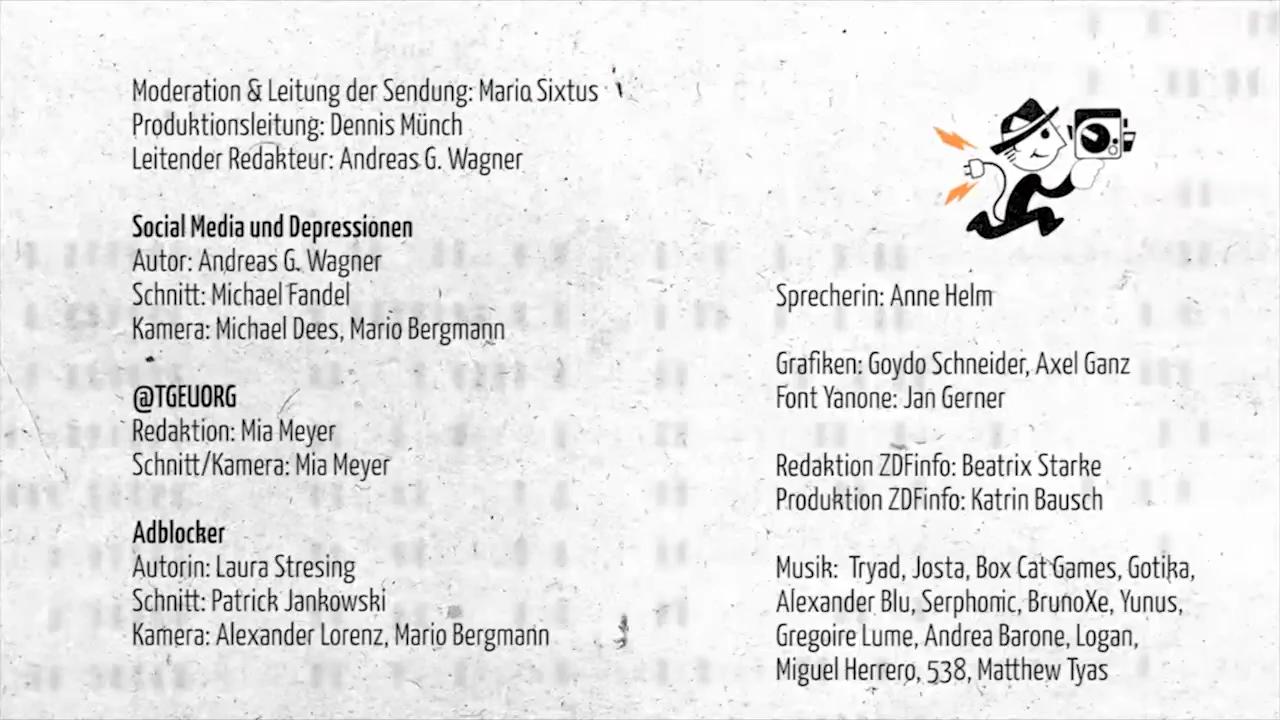 Moderation & Leitung der Sendung: Mario Sixtus
Produktionsleitung: Dennis Münch
Leitender Redakteur: Andreas G. Wagner
Social Media und Depressionen
Autor: Andreas G. Wagner
Schnitt: Michael Fandel
Kamera: Michael Dees, Mario Bergmann
@TGEUORG
Redaktion: Mia Meyer
Schnitt/Kamera: Mia Meyer
Adblocker
Autorin: Laura Stresing
Schnitt: Patrick Jankowski
Kamera: Alexander Lorenz, Mario Bergmann
Sprecherin: Anne Helm
Grafiken: Goydo Schneider, Axel Ganz
Font Yanone: Jan Gerner
Redaktion ZDFinfo: Beatrix Starke
Produktion ZDFinfo: Katrin Bausch
Musik: Tryad, Josta, Box Cat Games, Gotika,
Alexander Blu, Serphonic, BrunoXe, Yunus,
Gregoire Lume, Andrea Barone, Logan,
Miguel Herrero, 538, Matthew Tyas